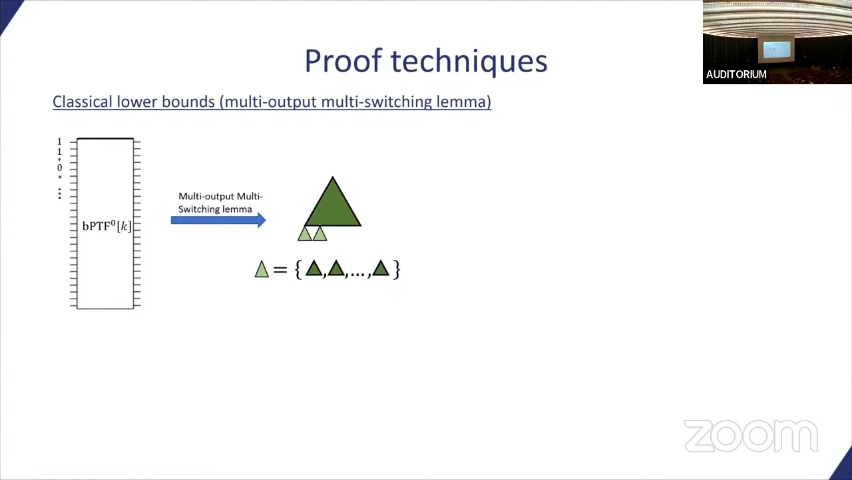 AUDITORIUM
Proof techniques
Classical lower bounds (multi-output multi-switching lemma)
1
1
*
0
*
⋮
bPTF⁰[k]
Multi-output Multi-
Switching lemma
= { , ,..., }
zoom